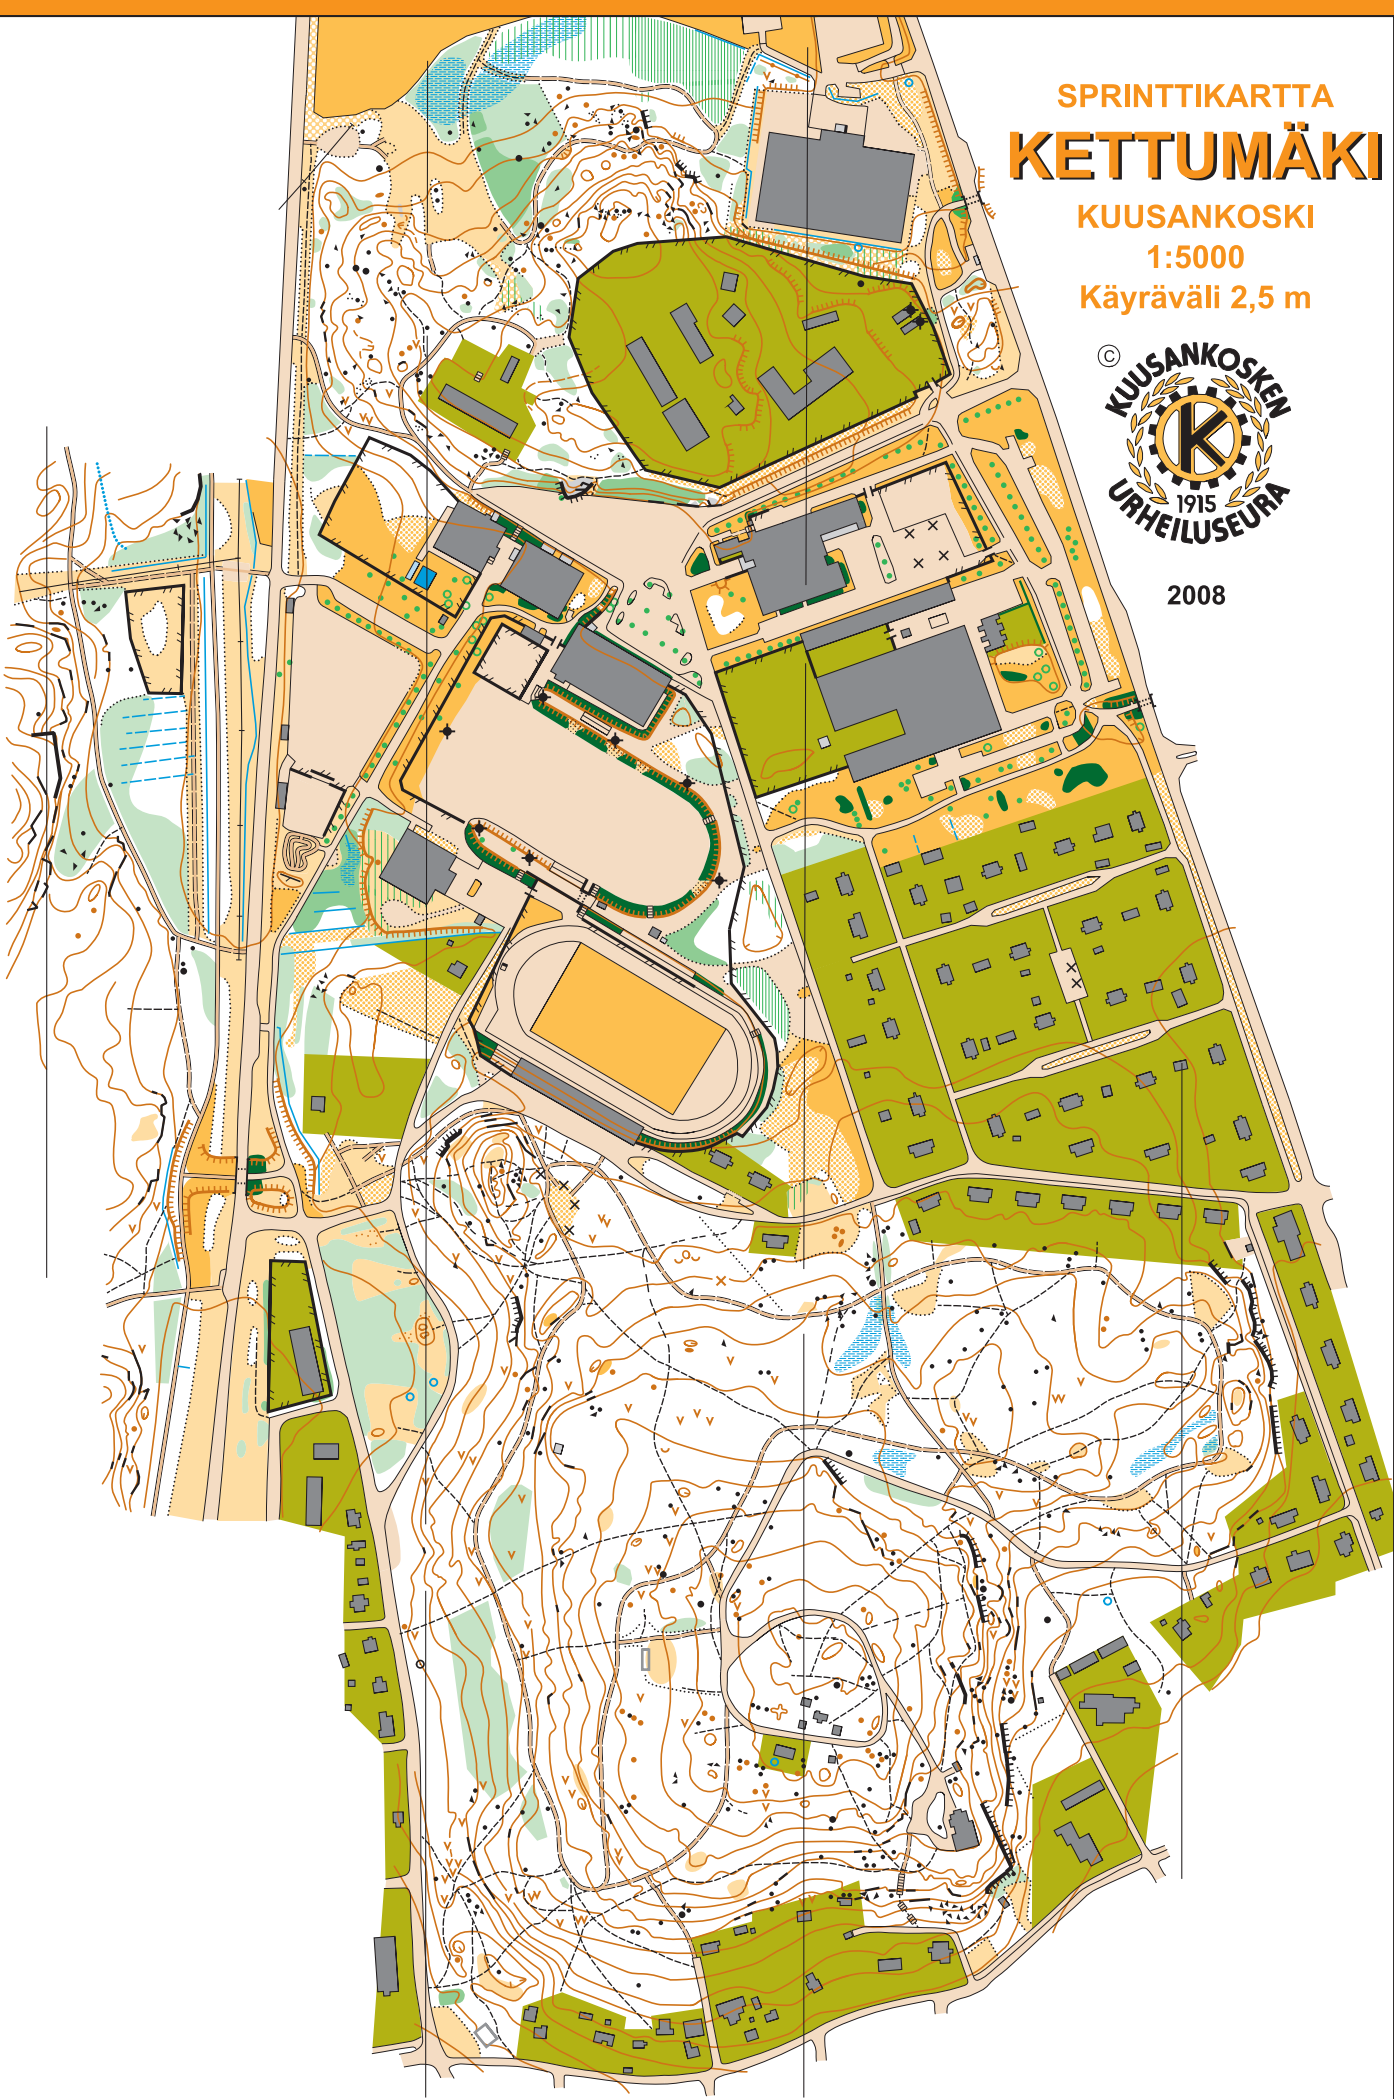 SPRINTTIKARTTA
KETTUMÄKI
KUUSANKOSKI
1:5000
Käyräväli 2,5 m
©
KUUSANKOSKEN
K
1915
URHEILUSEURA
2008